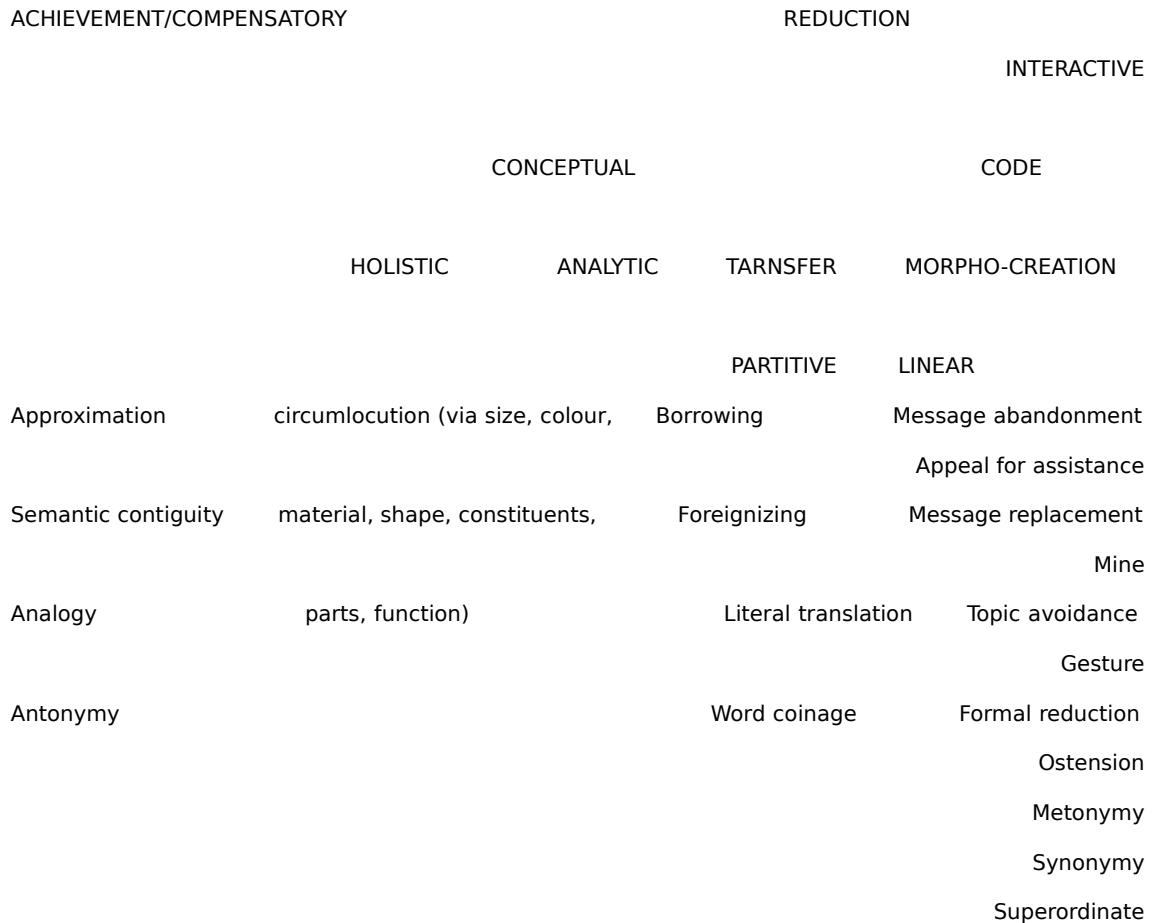 ACHIEVEMENT/COMPENSATORY REDUCTION
INTERACTIVE
CONCEPTUAL CODE
HOLISTIC ANALYTIC TARNSFER MORPHO-CREATION
PARTITIVE LINEAR
Approximation circumlocution (via size, colour, Borrowing Message abandonment
Appeal for assistance
Semantic contiguity material, shape, constituents, Foreignizing Message replacement
Mine
Analogy parts, function) Literal translation Topic avoidance
Gesture
Antonymy Word coinage Formal reduction
Ostension
Metonymy
Synonymy
Superordinate